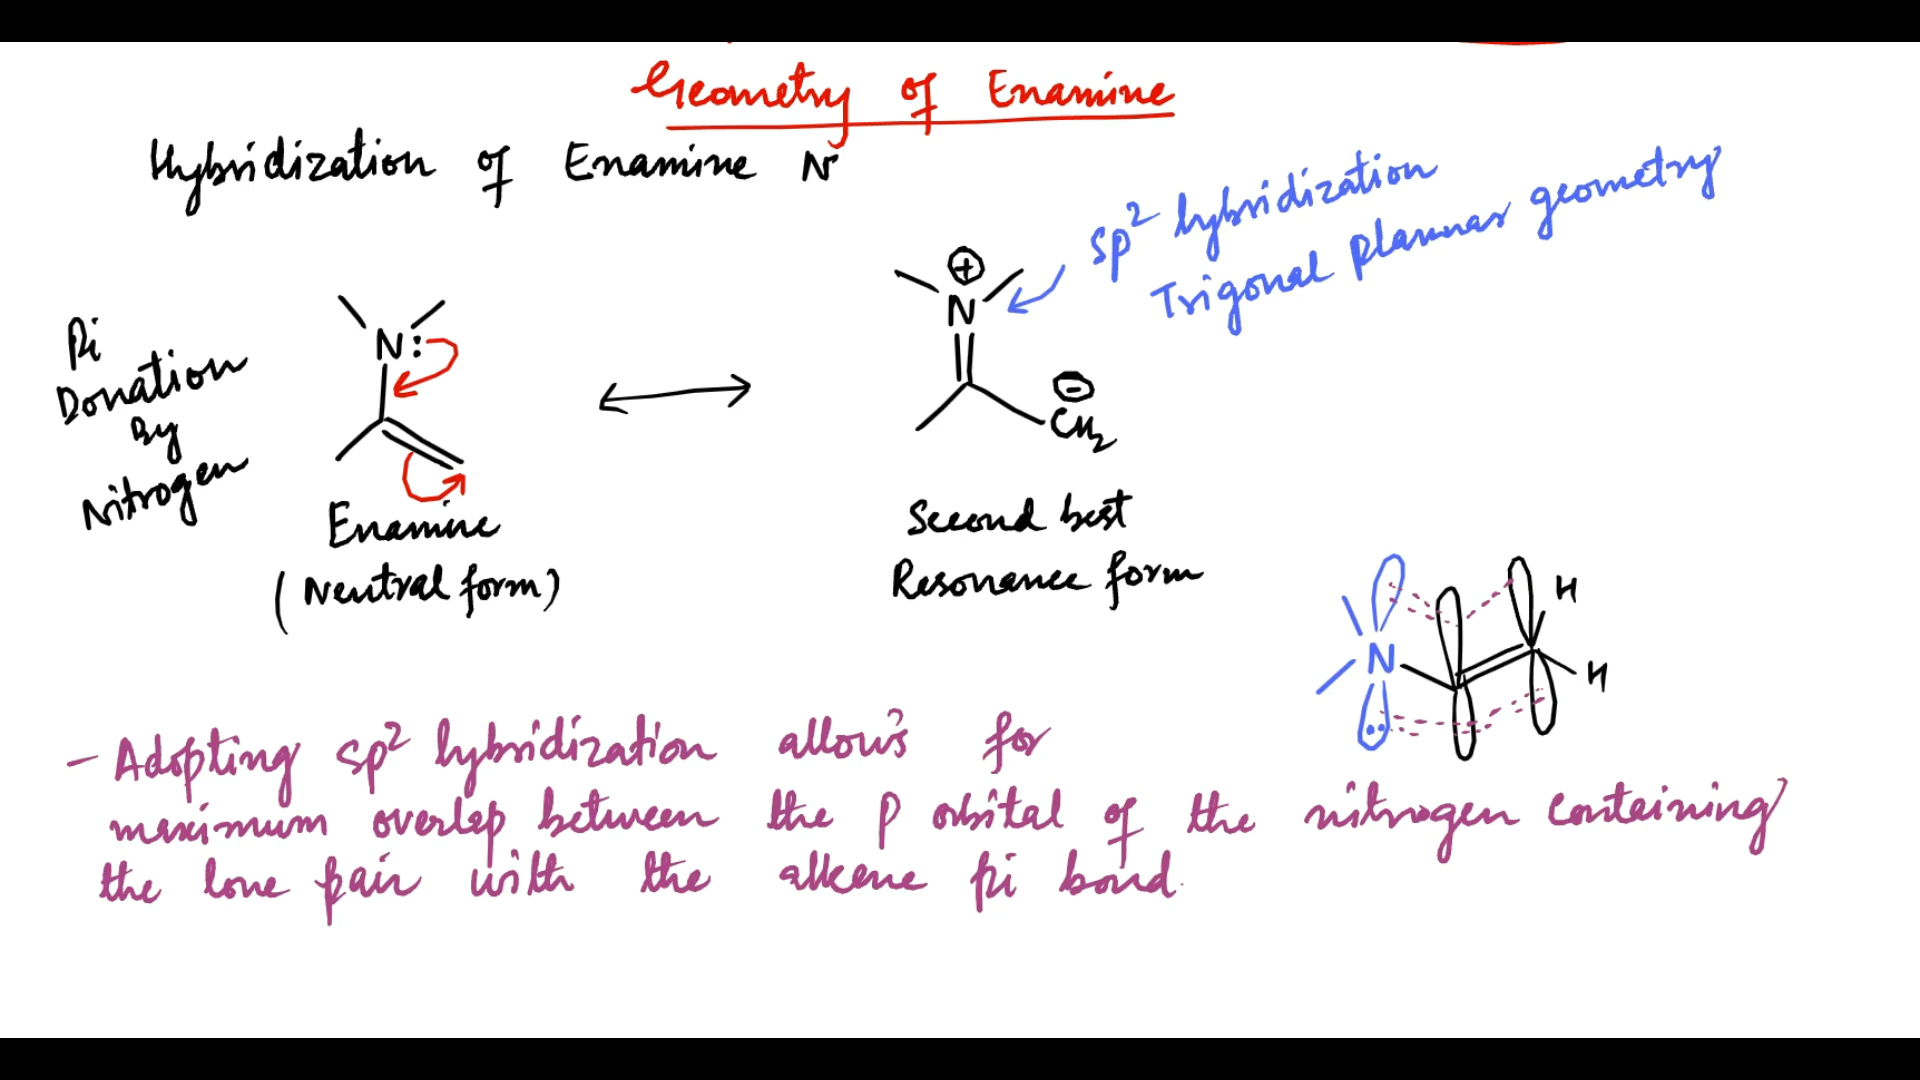 Geometry of Enamine
Hybridization of Enamine N
sp² hybridization
Trigonal plannar geometry
Pi
Donation
By
Nitrogen
N:
Enamine
(Neutral form)
⊕
N
⊖
CH₂
Second best
Resonance form
H
N
H
- Adopting sp² hybridization allows for
maximum overlap between the p orbital of the nitrogen containing
the lone pair with the alkene pi bond.